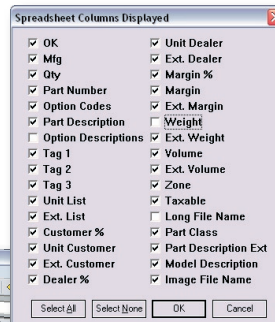 Spreadsheet Columns Displayed
OK
Mfg
Qty
Part Number
Option Codes
Part Description
Option Descriptions
Tag 1
Tag 2
Tag 3
Unit List
Ext. List
Customer %
Unit Customer
Ext. Customer
Dealer %
Unit Dealer
Ext. Dealer
Margin %
Margin
Ext. Margin
Weight
Ext. Weight
Volume
Ext. Volume
Zone
Taxable
Long File Name
Part Class
Part Description Ext
Model Description
Image File Name
Select All
Select None
OK
Cancel